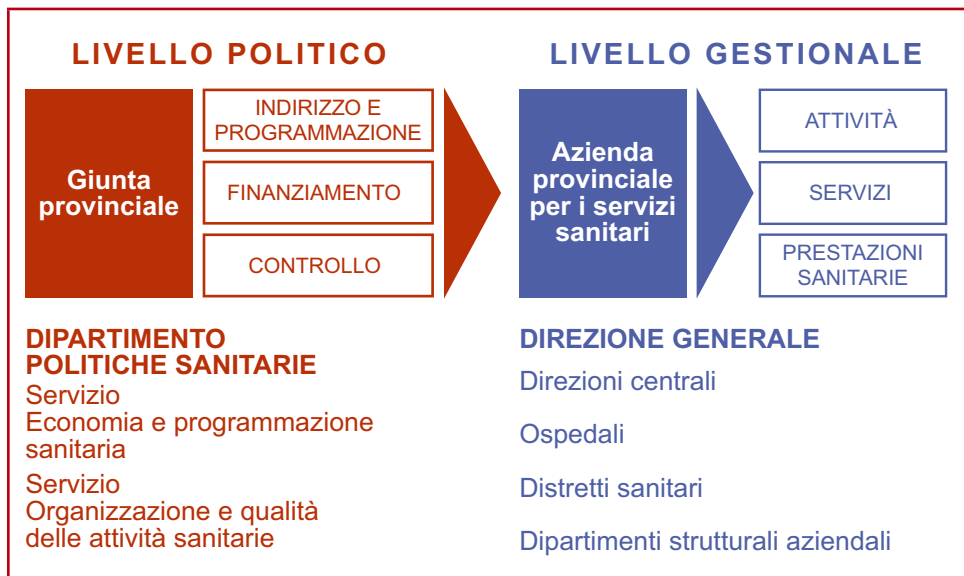 LIVELLO POLITICO
Giunta
provinciale
INDIRIZZO E
PROGRAMMAZIONE
FINANZIAMENTO
CONTROLLO
DIPARTIMENTO
POLITICHE SANITARIE
Servizio
Economia e programmazione
sanitaria
Servizio
Organizzazione e qualità
delle attività sanitarie
LIVELLO GESTIONALE
Azienda
provinciale
per i servizi
sanitari
ATTIVITÀ
SERVIZI
PRESTAZIONI
SANITARIE
DIREZIONE GENERALE
Direzioni centrali
Ospedali
Distretti sanitari
Dipartimenti strutturali aziendali